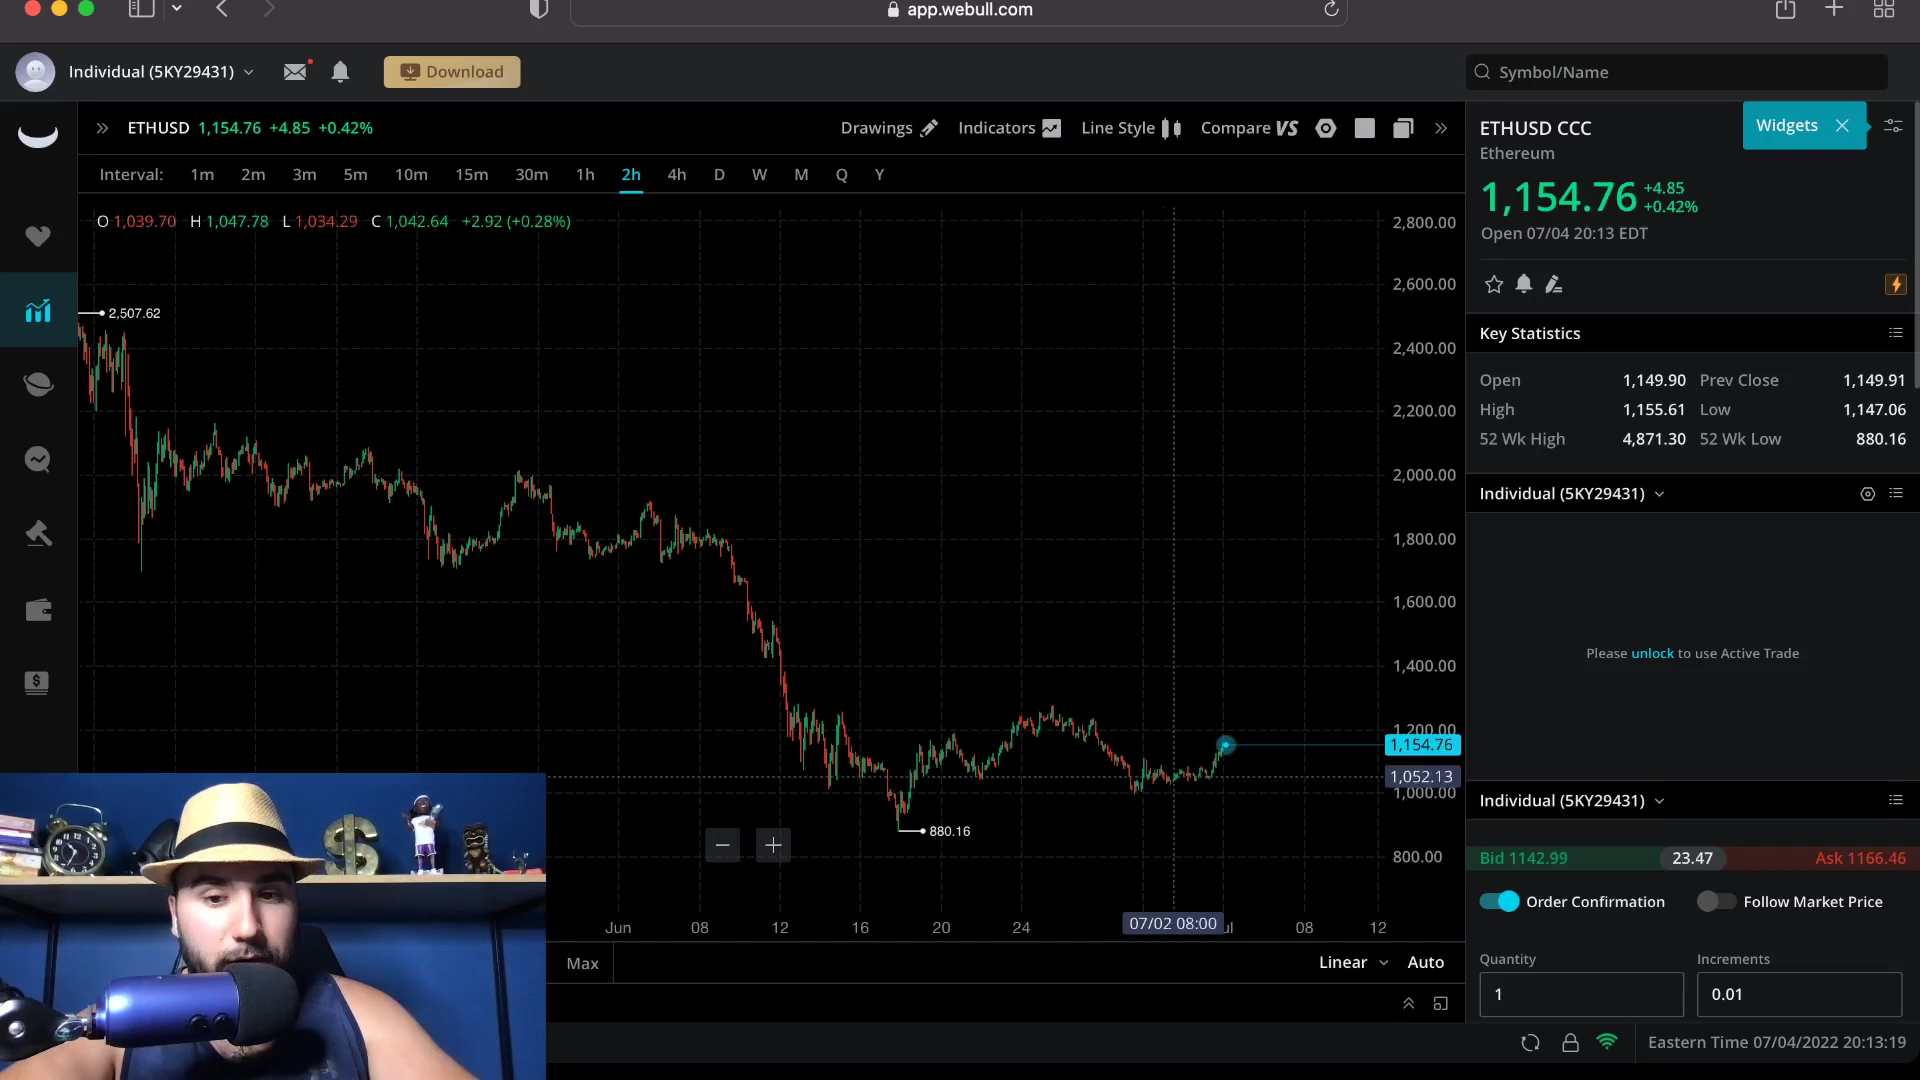 app.webull.com
Individual (5KY29431)
Download
Symbol/Name
ETHUSD 1,154.76 +4.85 +0.42%
Drawings Indicators Line Style Compare VS
Interval: 1m 2m 3m 5m 10m 15m 30m 1h 2h 4h D W M Q Y
O 1,039.70 H 1,047.78 L 1,034.29 C 1,042.64 +2.92 (+0.28%)
2,507.62
880.16
2,800.00
2,600.00
2,400.00
2,200.00
2,000.00
1,800.00
1,600.00
1,400.00
1,200.00
1,154.76
1,052.13
1,000.00
800.00
Jun 08 12 16 20 24 07/02 08:00 ul 08 12
Max
Linear Auto
ETHUSD CCC
Widgets
Ethereum
1,154.76 +4.85
+0.42%
Open 07/04 20:13 EDT
Key Statistics
Open 1,149.90 Prev Close 1,149.91
High 1,155.61 Low 1,147.06
52 Wk High 4,871.30 52 Wk Low 880.16
Individual (5KY29431)
Please unlock to use Active Trade
Individual (5KY29431)
Bid 1142.99 23.47 Ask 1166.46
Order Confirmation Follow Market Price
Quantity Increments
1 0.01
Eastern Time 07/04/2022 20:13:19